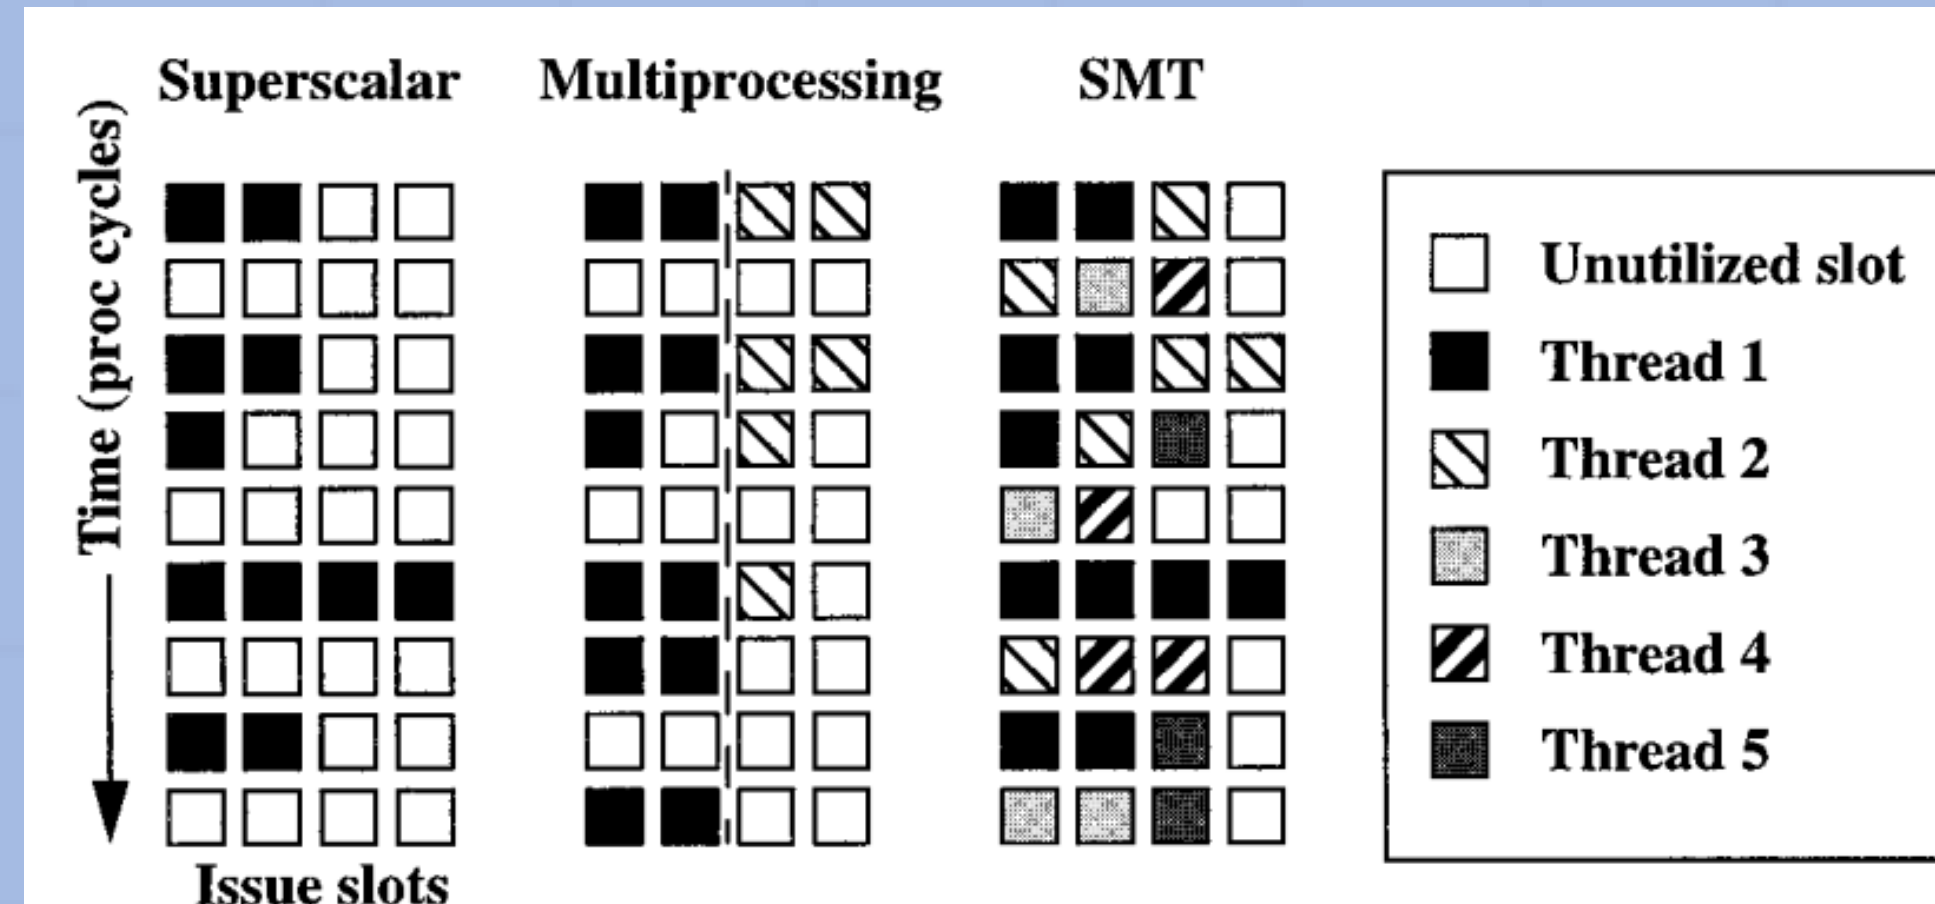 Superscalar
Multiprocessing
SMT
Time (proc cycles)
Issue slots
Unutilized slot
Thread 1
Thread 2
Thread 3
Thread 4
Thread 5